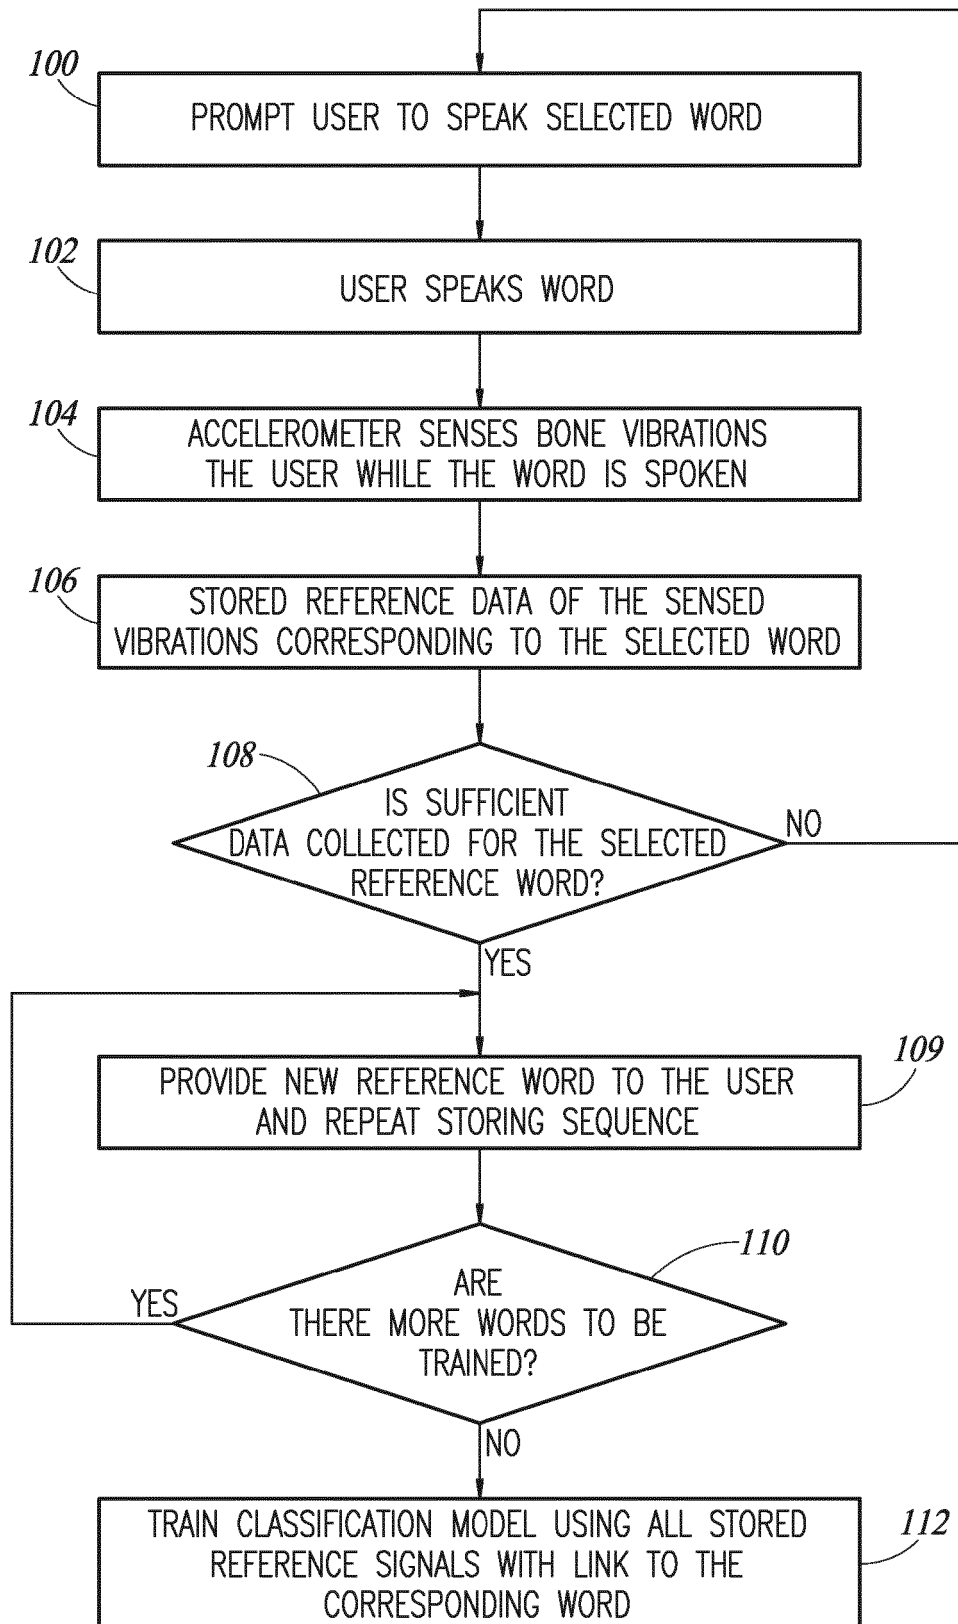 100
PROMPT USER TO SPEAK SELECTED WORD
102
USER SPEAKS WORD
104
ACCELEROMETER SENSES BONE VIBRATIONS
THE USER WHILE THE WORD IS SPOKEN
106
STORED REFERENCE DATA OF THE SENSED
VIBRATIONS CORRESPONDING TO THE SELECTED WORD
108
IS SUFFICIENT
DATA COLLECTED FOR THE SELECTED
REFERENCE WORD?
NO
YES
109
PROVIDE NEW REFERENCE WORD TO THE USER
AND REPEAT STORING SEQUENCE
110
ARE
THERE MORE WORDS TO BE
TRAINED?
YES
NO
112
TRAIN CLASSIFICATION MODEL USING ALL STORED
REFERENCE SIGNALS WITH LINK TO THE
CORRESPONDING WORD